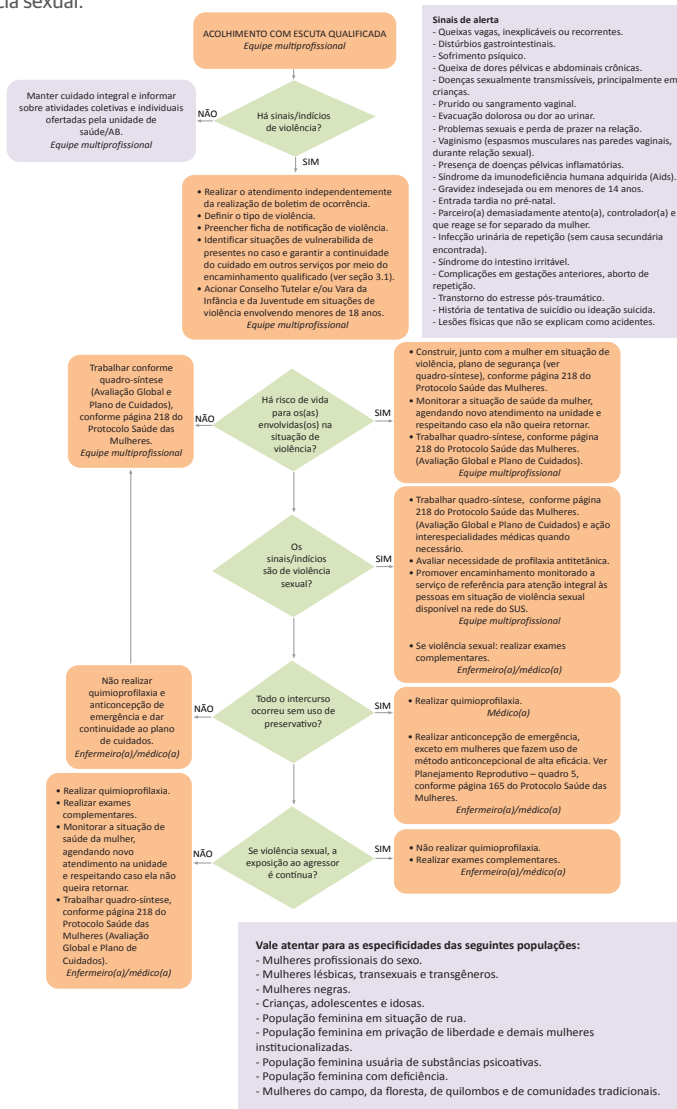 cia sexual.
ACOLHIMENTO COM ESCUTA QUALIFICADA
Equipe multiprofissional
Sinais de alerta
- Queixas vagas, inexplicáveis ou recorrentes.
- Distúrbios gastrointestinais.
- Sofrimento psíquico.
- Queixa de dores pélvicas e abdominais crônicas.
- Doenças sexualmente transmissíveis, principalmente em
crianças.
- Prurido ou sangramento vaginal.
- Evacuação dolorosa ou dor ao urinar.
- Problemas sexuais e perda de prazer na relação.
- Vaginismo (espasmos musculares nas paredes vaginais,
durante relação sexual).
- Presença de doenças pélvicas inflamatórias.
- Síndrome da imunodeficiência humana adquirida (Aids).
- Gravidez indesejada ou em menores de 14 anos.
- Entrada tardia no pré-natal.
- Parceiro(a) demasiadamente atento(a), controlador(a) e
que reage se for separado da mulher.
- Infecção urinária de repetição (sem causa secundária
encontrada).
- Síndrome do intestino irritável.
- Complicações em gestações anteriores, aborto de
repetição.
- Transtorno do estresse pós-traumático.
- História de tentativa de suicídio ou ideação suicida.
- Lesões físicas que não se explicam como acidentes.
Manter cuidado integral e informar
sobre atividades coletivas e individuais
ofertadas pela unidade de
saúde/AB.
Equipe multiprofissional
NÃO
Há sinais/indícios
de violência?
SIM
• Realizar o atendimento independentemente
da realização de boletim de ocorrência.
• Definir o tipo de violência.
• Preencher ficha de notificação de violência.
• Identificar situações de vulnerabilida de
presentes no caso e garantir a continuidade
do cuidado em outros serviços por meio do
encaminhamento qualificado (ver seção 3.1).
• Acionar Conselho Tutelar e/ou Vara da
Infância e da Juventude em situações de
violência envolvendo menores de 18 anos.
Equipe multiprofissional
Trabalhar conforme
quadro-síntese
(Avaliação Global e
Plano de Cuidados),
conforme página 218 do
Protocolo Saúde das
Mulheres.
Equipe multiprofissional
NÃO
Há risco de vida
para os(as)
envolvidas(os) na
situação de
violência?
SIM
• Construir, junto com a mulher em situação de
violência, plano de segurança (ver
quadro-síntese), conforme página 218 do
Protocolo Saúde das Mulheres.
• Monitorar a situação de saúde da mulher,
agendando novo atendimento na unidade e
respeitando caso ela não queira retornar.
• Trabalhar quadro-síntese, conforme página
218 do Protocolo Saúde das Mulheres.
(Avaliação Global e Plano de Cuidados).
Equipe multiprofissional
Os
sinais/indícios
são de violência
sexual?
SIM
• Trabalhar quadro-síntese, conforme página
218 do Protocolo Saúde das Mulheres.
(Avaliação Global e Plano de Cuidados) e ação
interespecialidades médicas quando
necessário.
• Avaliar necessidade de profilaxia antitetânica.
• Promover encaminhamento monitorado a
serviço de referência para atenção integral às
pessoas em situação de violência sexual
disponível na rede do SUS.
Equipe multiprofissional
• Se violência sexual: realizar exames
complementares.
Enfermeiro(a)/médico(a)
Não realizar
quimioprofilaxia e
anticoncepção de
emergência e dar
continuidade ao plano
de cuidados.
Enfermeiro(a)/médico(a)
NÃO
Todo o intercurso
ocorreu sem uso de
preservativo?
SIM
• Realizar quimioprofilaxia.
Médico(a)
• Realizar anticoncepção de emergência,
exceto em mulheres que fazem uso de
método anticoncepcional de alta eficácia. Ver
Planejamento Reprodutivo – quadro 5,
conforme página 165 do Protocolo Saúde das
Mulheres.
Enfermeiro(a)/médico(a)
• Realizar quimioprofilaxia.
• Realizar exames
complementares.
• Monitorar a situação de
saúde da mulher,
agendando novo
atendimento na unidade
e respeitando caso ela não
queira retornar.
• Trabalhar quadro-síntese,
conforme página 218 do
Protocolo Saúde das
Mulheres (Avaliação
Global e Plano de
Cuidados).
Enfermeiro(a)/médico(a)
NÃO
Se violência sexual, a
exposição ao agressor
é contínua?
SIM
• Não realizar quimioprofilaxia.
• Realizar exames complementares.
Enfermeiro(a)/médico(a)
Vale atentar para as especificidades das seguintes populações:
- Mulheres profissionais do sexo.
- Mulheres lésbicas, transexuais e transgêneros.
- Mulheres negras.
- Crianças, adolescentes e idosas.
- População feminina em situação de rua.
- População feminina em privação de liberdade e demais mulheres
institucionalizadas.
- População feminina usuária de substâncias psicoativas.
- População feminina com deficiência.
- Mulheres do campo, da floresta, de quilombos e de comunidades tradicionais.